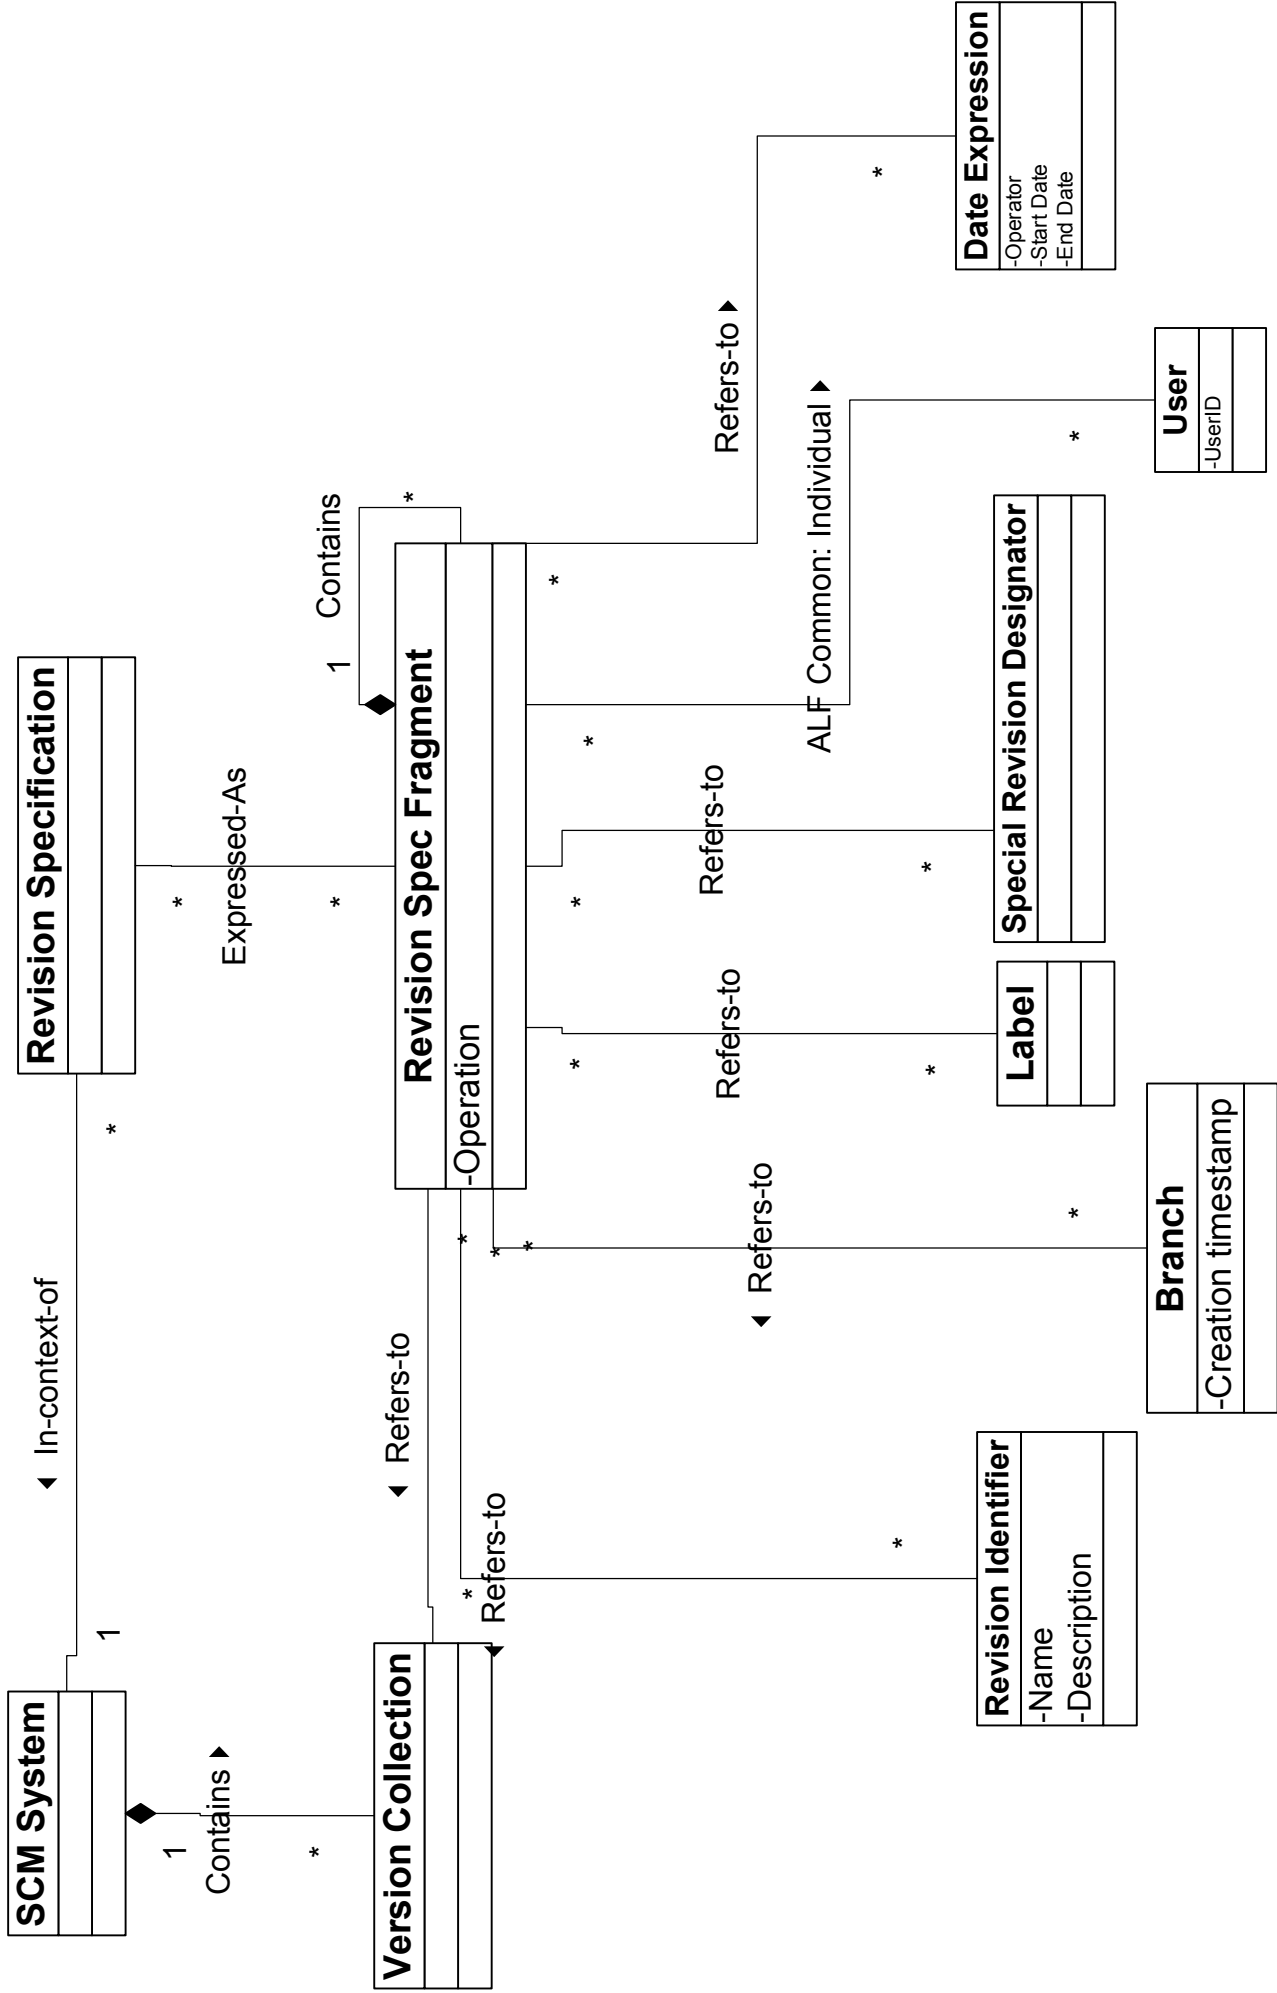 SCM System
Revision Specification
◄ In-context-of
1
*
1
Contains ►
*
*
Expressed-As
*
1
Contains
*
Version Collection
Revision Spec Fragment
-Operation
◄ Refers-to
*
*
*
*
◄ Refers-to
*
*
*
*
*
Refers-to ►
*
◄ Refers-to
*
Refers-to
*
Refers-to
*
ALF Common: Individual ►
*
Revision Identifier
-Name
-Description
Branch
-Creation timestamp
Label
Special Revision Designator
User
-UserID
Date Expression
-Operator
-Start Date
-End Date